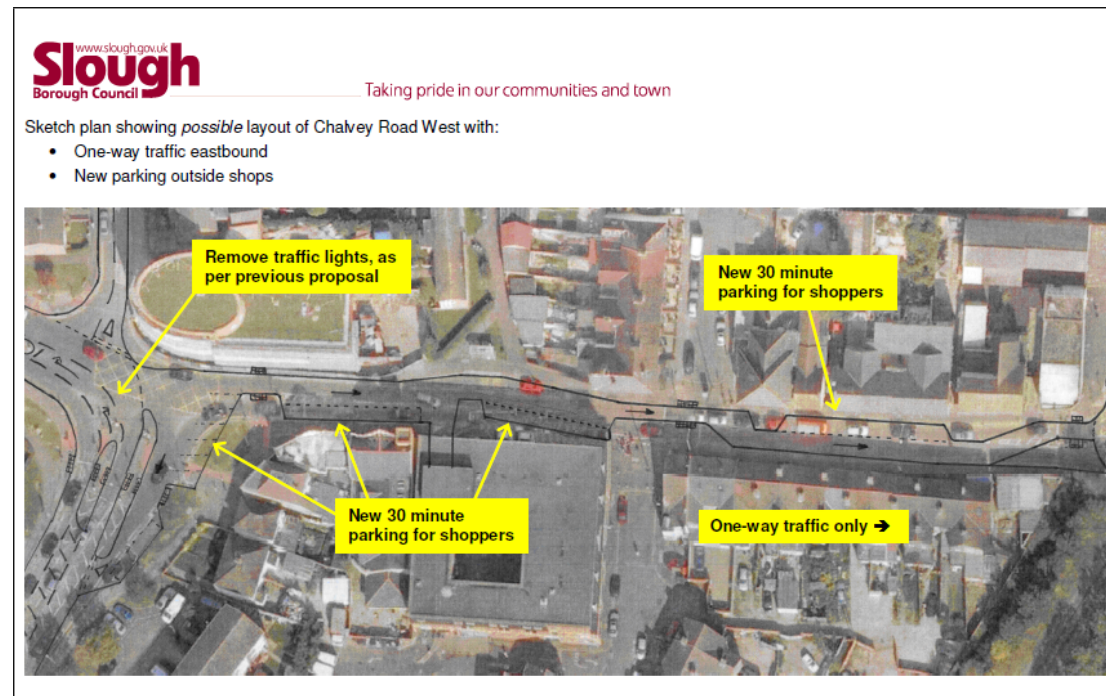 www.slough.gov.uk
Slough
Borough Council
Taking pride in our communities and town
Sketch plan showing possible layout of Chalvey Road West with:
• One-way traffic eastbound
• New parking outside shops
Remove traffic lights, as
per previous proposal
New 30 minute
parking for shoppers
New 30 minute
parking for shoppers
One-way traffic only ➔